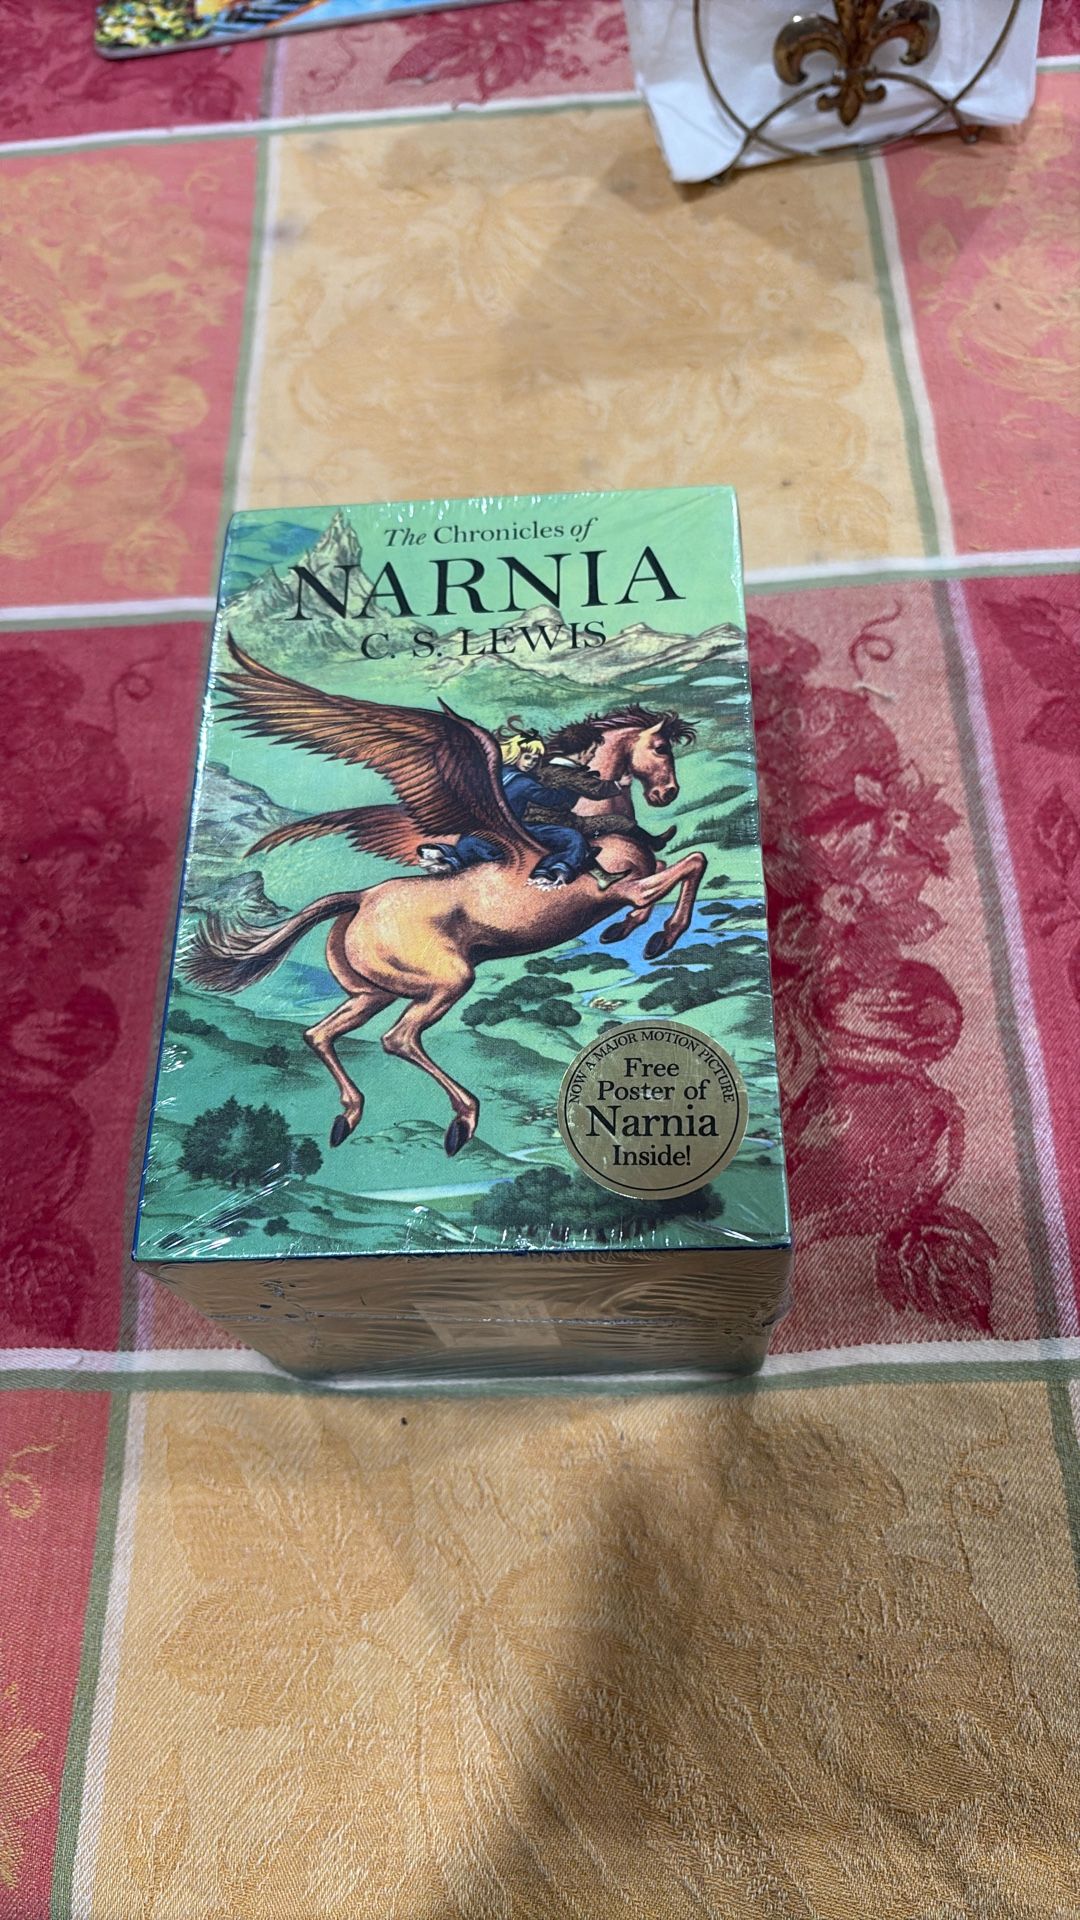 The Chronicles of
NARNIA
C. S. LEWIS
NOW A MAJOR MOTION PICTURE
Free
Poster of
Narnia
Inside!